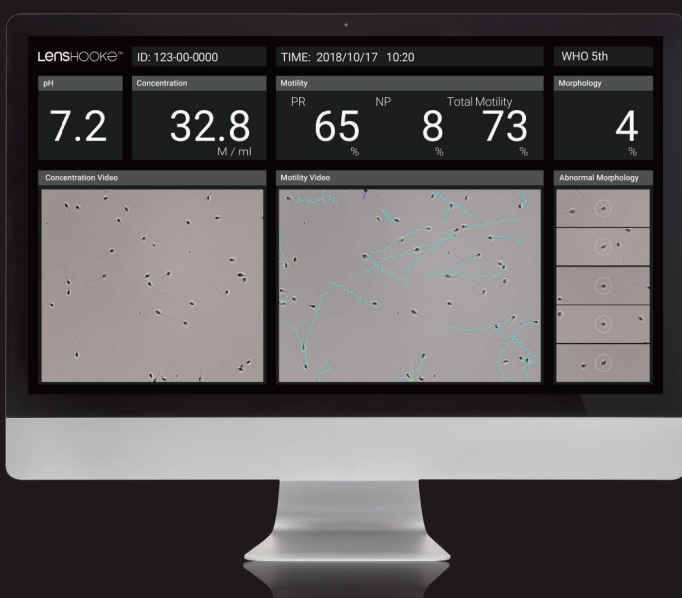 LENSHOOKE™ ID: 123-00-0000 TIME: 2018/10/17 10:20 WHO 5th
pH Concentration Motility Morphology
PR NP Total Motility
7.2 32.8 65 8 73 4
M / ml % % % %
Concentration Video Motility Video Abnormal Morphology